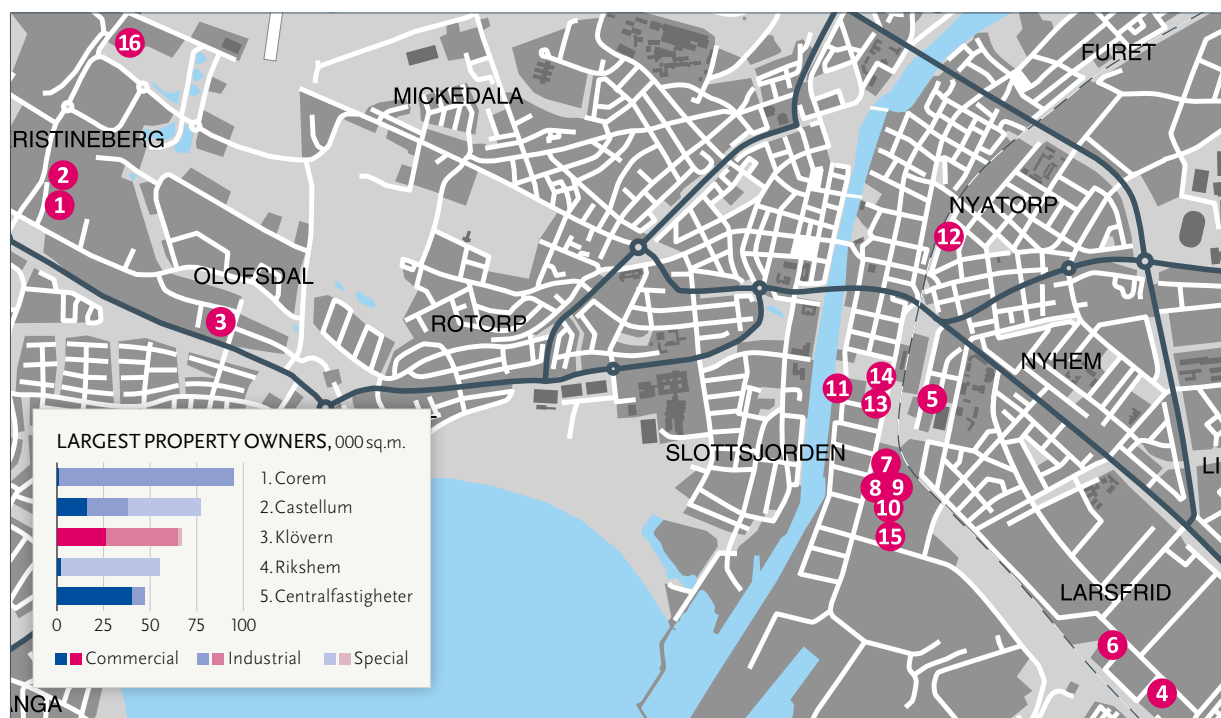 16
MICKEDALA
FURET
RISTINEBERG
2
1
NYATORP
12
OLOFSDAL
3
ROTORP
NYHEM
14
11
13
5
SLOTTSJORDEN
7
LI
8 9
10
15
LARSFRID
6
4
LARGEST PROPERTY OWNERS, 000 sq.m.
1. Corem
2. Castellum
3. Klövern
4. Rikshem
5. Centralfastigheter
0 25 50 75 100
Commercial Industrial Special
ANGA